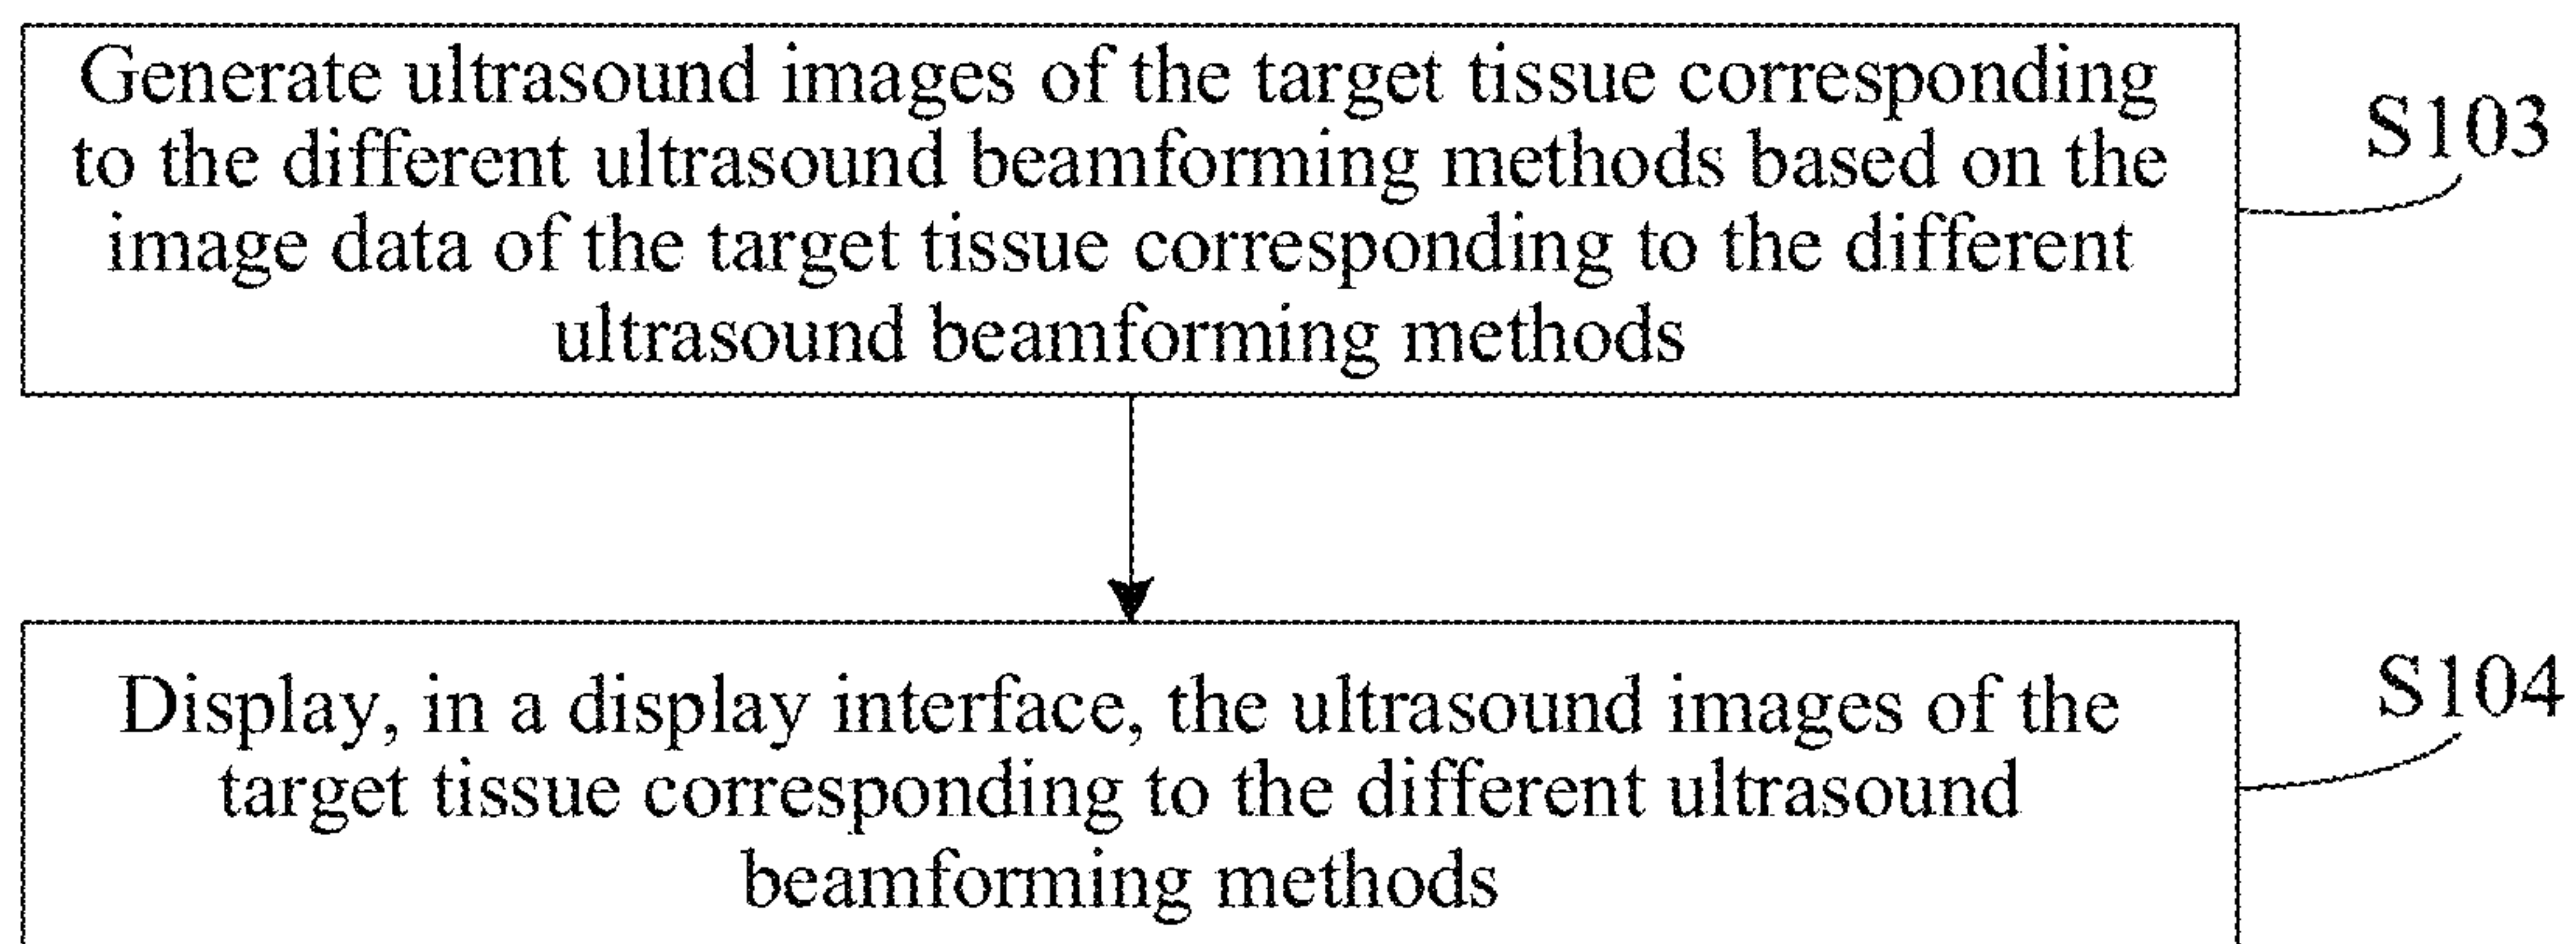 Generate ultrasound images of the target tissue corresponding
to the different ultrasound beamforming methods based on the
image data of the target tissue corresponding to the different
ultrasound beamforming methods
S103
Display, in a display interface, the ultrasound images of the
target tissue corresponding to the different ultrasound
beamforming methods
S104